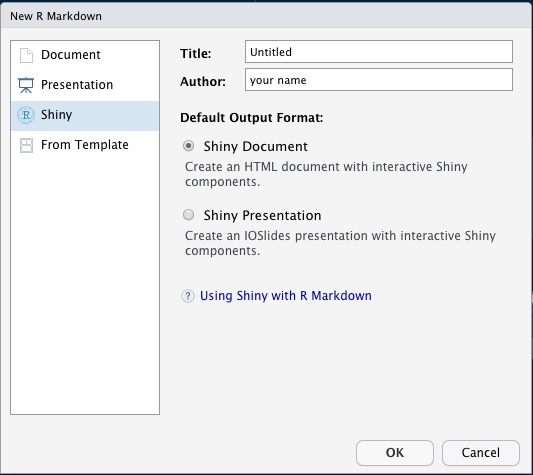 New R Markdown
Document
Presentation
R Shiny
From Template
Title: Untitled
Author: your name
Default Output Format:
Shiny Document
Create an HTML document with interactive Shiny
components.
Shiny Presentation
Create an IOSlides presentation with interactive Shiny
components.
? Using Shiny with R Markdown
OK Cancel